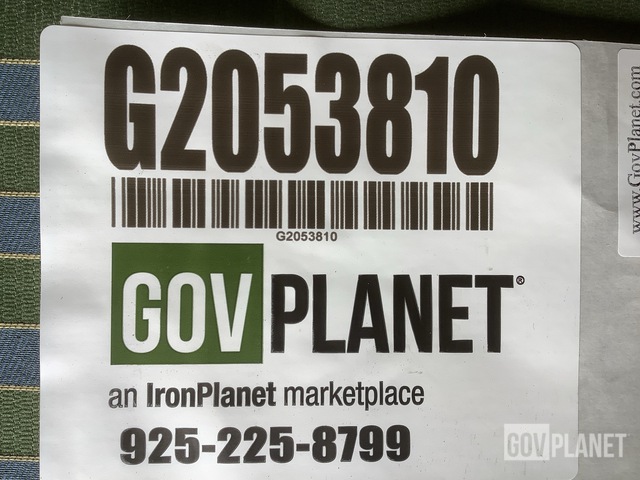 G2053810
G2053810
GOV PLANET®
an IronPlanet marketplace
925-225-8799
www.GovPlanet.com
GOVPLANET